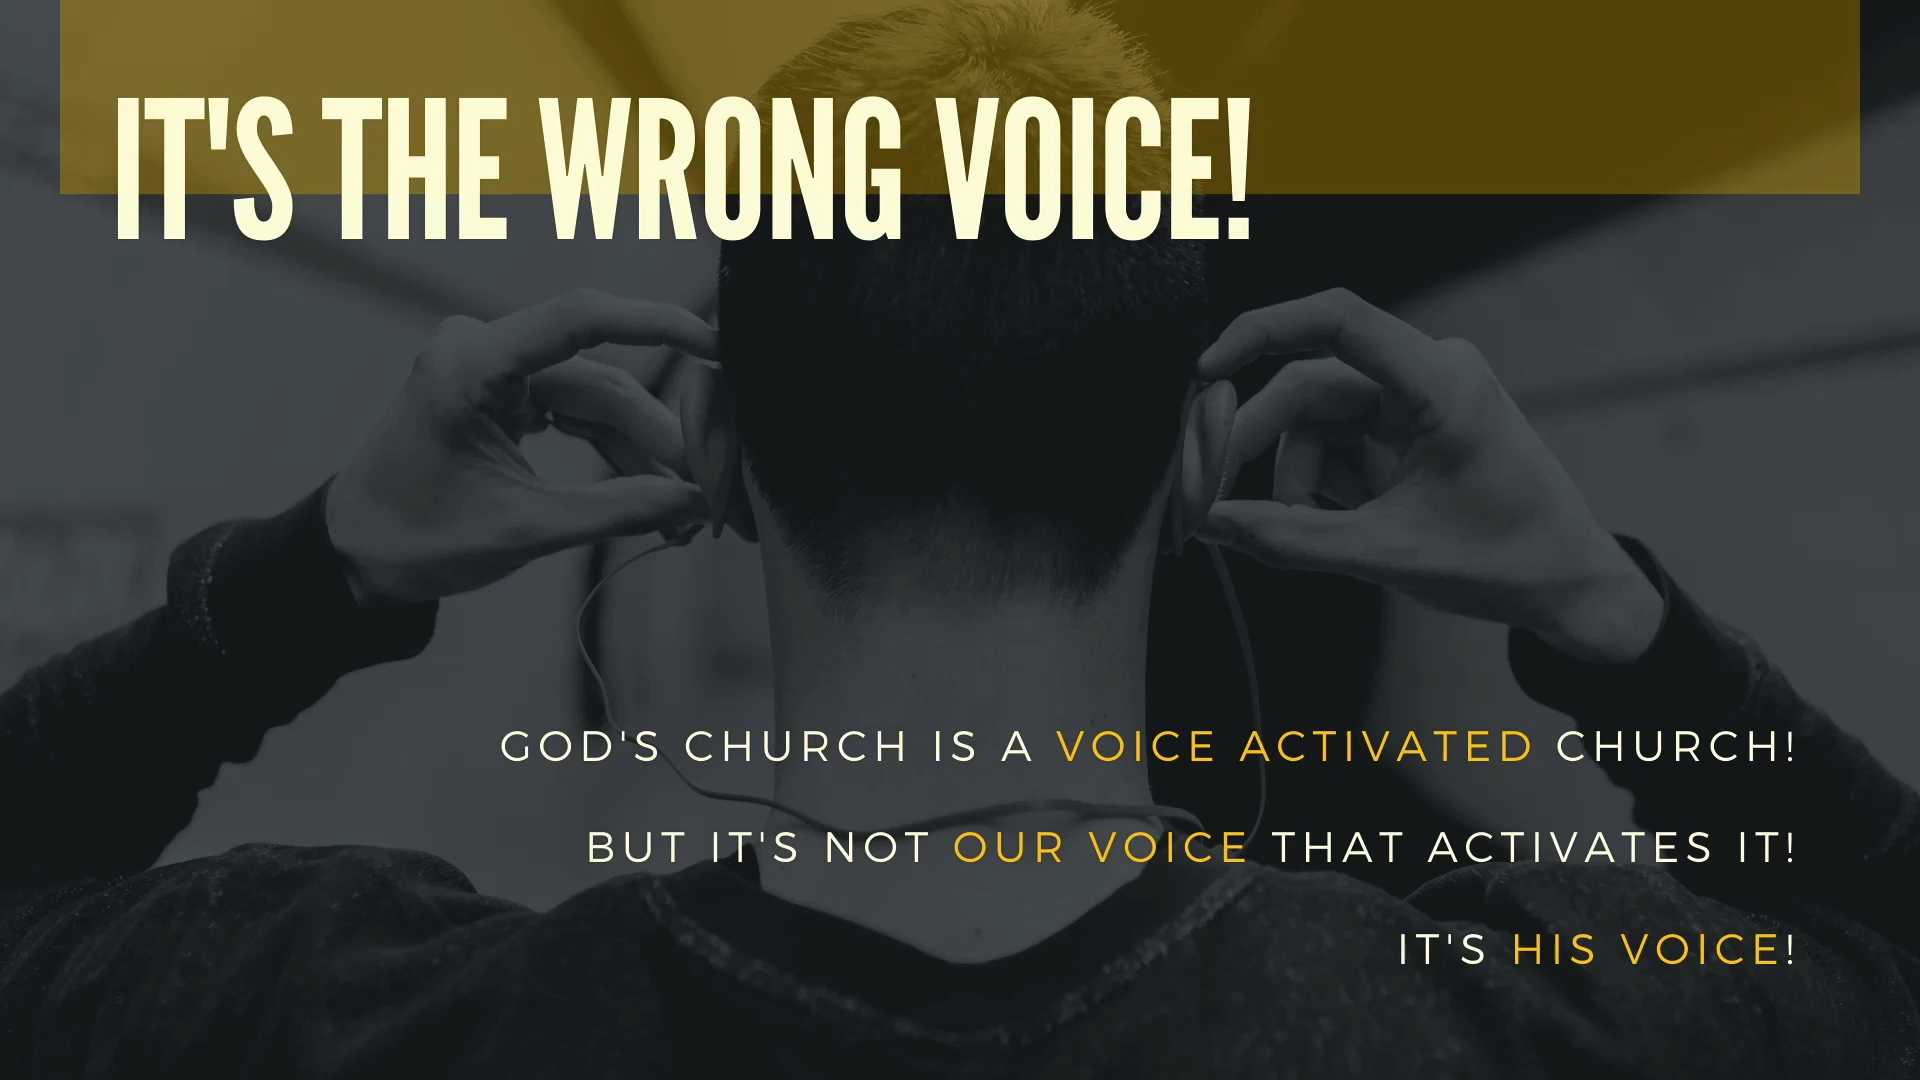 IT'S THE WRONG VOICE!
GOD'S CHURCH IS A VOICE ACTIVATED CHURCH!
BUT IT'S NOT OUR VOICE THAT ACTIVATES IT!
IT'S HIS VOICE!